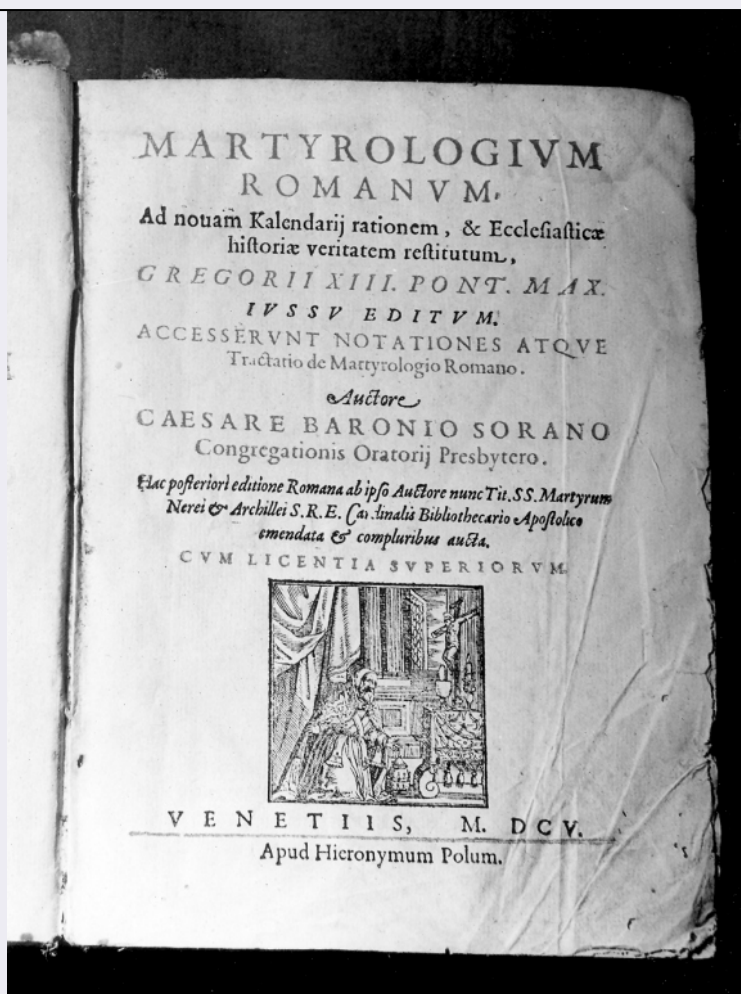 MARTYROLOGIVM
ROMANVM,
Ad nouam Kalendarij rationem, & Ecclesiasticæ
historiæ veritatem restitutum,
GREGORII XIII. PONT. MAX.
IVSSV EDITVM.
ACCESSERVNT NOTATIONES ATQVE
Tractatio de Martyrologio Romano.
Auctore
CAESARE BARONIO SORANO
Congregationis Oratorij Presbytero.
Hac posteriori editione Romana ab ipso Auctore nunc Tit. SS. Martyrum
Nerei & Archillei S.R.E. Cardinalis Bibliothecario Apostolico
emendata & compluribus aucta.
CVM LICENTIA SVPERIORVM.
VENETIIS, M. DCV.
Apud Hieronymum Polum.